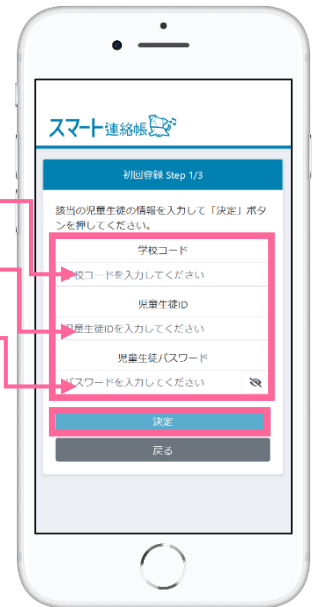 スマート連絡帳
初回登録 Step 1/3
該当の児童生徒の情報を入力して「決定」ボタ
ンを押してください。
学校コード
学校コードを入力してください
児童生徒ID
児童生徒IDを入力してください
児童生徒パスワード
パスワードを入力してください
決定
戻る